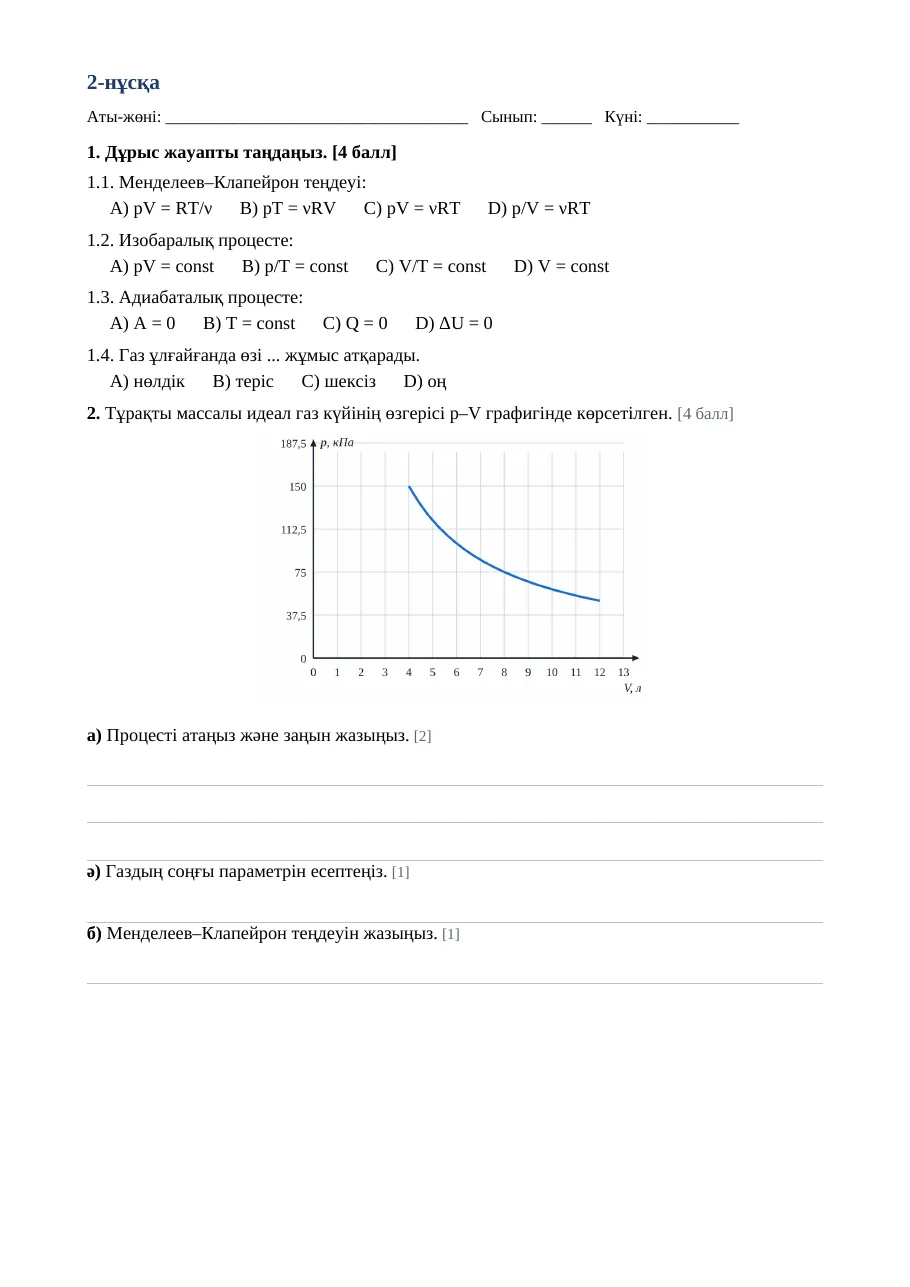 2-нұсқа
Аты-жөні: ____________________________________ Сынып: ______ Күні: ___________
1. Дұрыс жауапты таңдаңыз. [4 балл]
1.1. Менделеев–Клапейрон теңдеуі:
A) pV = RT/ν B) pT = νRV C) pV = νRT D) p/V = νRT
1.2. Изобаралық процесте:
A) pV = const B) p/T = const C) V/T = const D) V = const
1.3. Адиабаталық процесте:
A) A = 0 B) T = const C) Q = 0 D) ΔU = 0
1.4. Газ ұлғайғанда өзі ... жұмыс атқарады.
A) нөлдік B) теріс C) шексіз D) оң
2. Тұрақты массалы идеал газ күйінің өзгерісі p–V графигінде көрсетілген. [4 балл]
187,5 p, кПа
150
112,5
75
37,5
0
0 1 2 3 4 5 6 7 8 9 10 11 12 13
V, л
а) Процесті атаңыз және заңын жазыңыз. [2]
ә) Газдың соңғы параметрін есептеңіз. [1]
б) Менделеев–Клапейрон теңдеуін жазыңыз. [1]